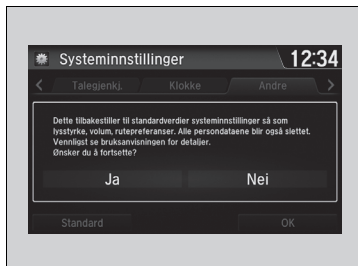 Systeminnstillinger 12:34
Talegjenkj. Klokke Andre
Dette tilbakestiller til standardverdier systeminnstillinger så som
lysstyrke, volum, rutepreferanser. Alle persondataene blir også slettet.
Vennligst se bruksanvisningen for detaljer.
Ønsker du å fortsette?
Ja Nei
Standard OK